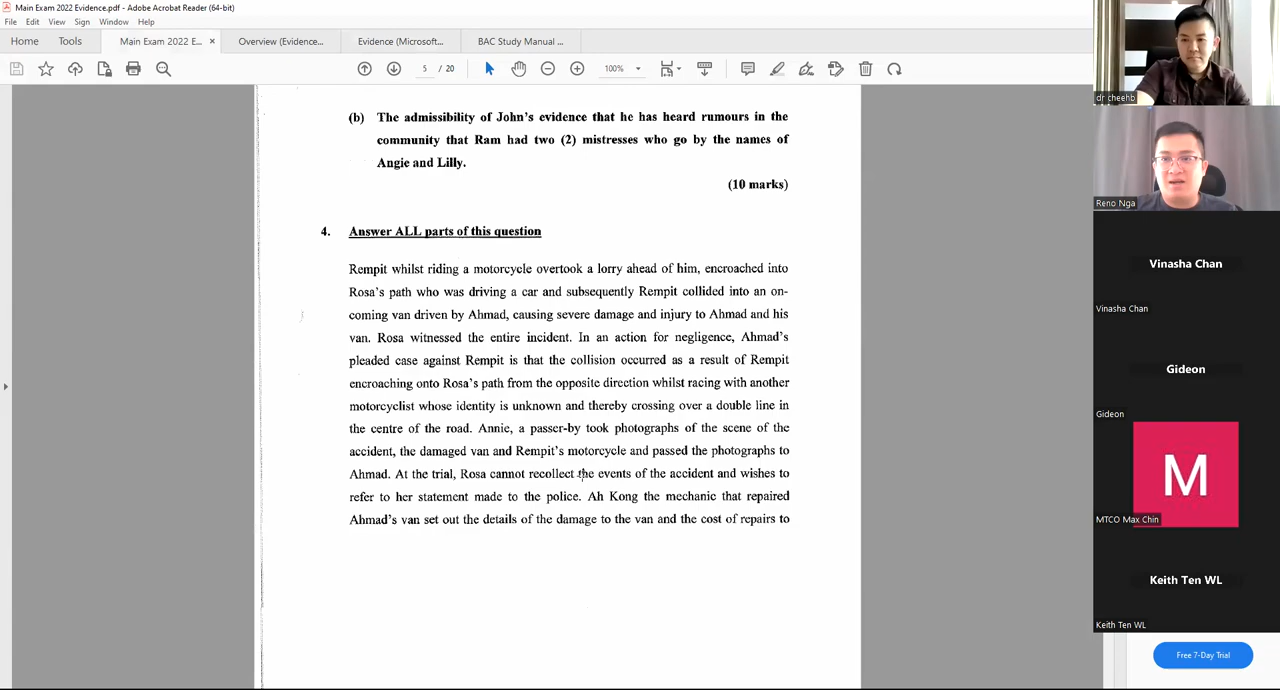 Main Exam 2022 Evidence.pdf - Adobe Acrobat Reader (64-bit)
File Edit View Sign Window Help
Home Tools Main Exam 2022 E... × Overview (Evidence... Evidence (Microsoft... BAC Study Manual ...
/ 20 100%
(b) The admissibility of John's evidence that he has heard rumours in the
community that Ram had two (2) mistresses who go by the names of
Angie and Lilly.
(10 marks)
4. Answer ALL parts of this question
Rempit whilst riding a motorcycle overtook a lorry ahead of him, encroached into
Rosa's path who was driving a car and subsequently Rempit collided into an on-
coming van driven by Ahmad, causing severe damage and injury to Ahmad and his
van. Rosa witnessed the entire incident. In an action for negligence, Ahmad's
pleaded case against Rempit is that the collision occurred as a result of Rempit
encroaching onto Rosa's path from the opposite direction whilst racing with another
motorcyclist whose identity is unknown and thereby crossing over a double line in
the centre of the road. Annie, a passer-by took photographs of the scene of the
accident, the damaged van and Rempit's motorcycle and passed the photographs to
Ahmad. At the trial, Rosa cannot recollect the events of the accident and wishes to
refer to her statement made to the police. Ah Kong the mechanic that repaired
Ahmad's van set out the details of the damage to the van and the cost of repairs to
dr cheehb
Reno Nga
Vinasha Chan
Vinasha Chan
Gideon
Gideon
M
MTCO Max Chin
Keith Ten WL
Keith Ten WL
Free 7-Day Trial